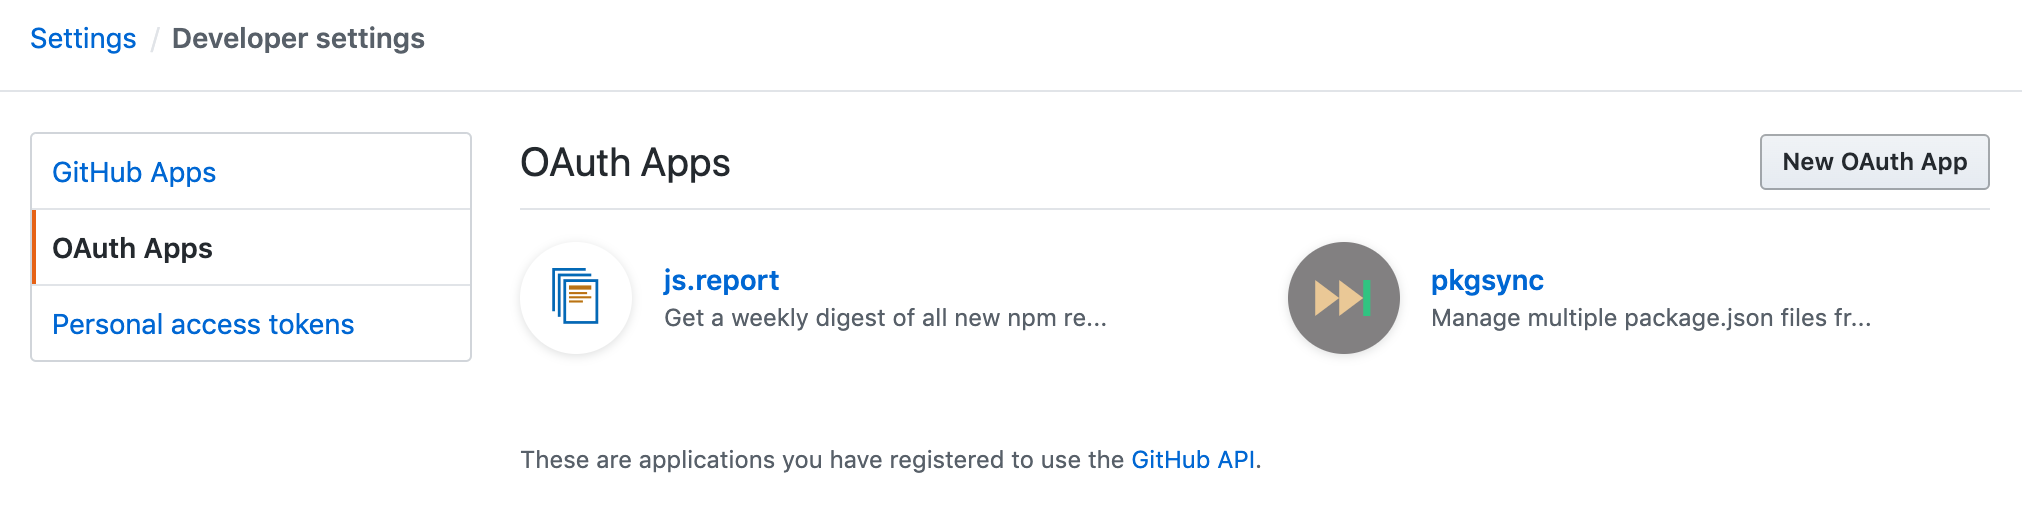 Settings / Developer settings
GitHub Apps
OAuth Apps
Personal access tokens
OAuth Apps
New OAuth App
js.report
Get a weekly digest of all new npm re...
pkgsync
Manage multiple package.json files fr...
These are applications you have registered to use the GitHub API.